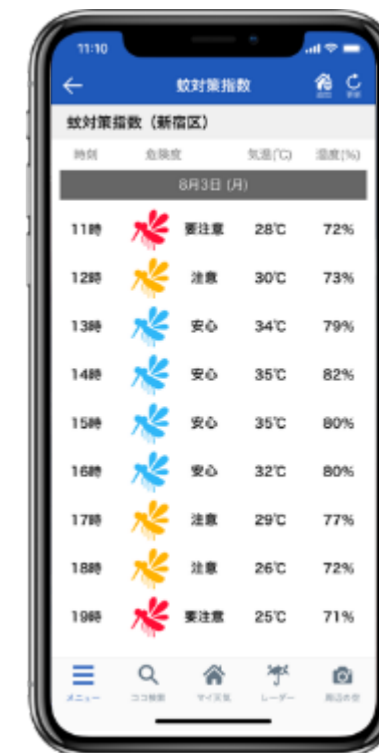 11:10
蚊対策指数
蚊対策指数（新宿区）
時刻 危険度 気温(℃) 湿度(%)
8月3日 (月)
11時 要注意 28℃ 72%
12時 注意 30℃ 73%
13時 安心 34℃ 79%
14時 安心 35℃ 82%
15時 安心 35℃ 80%
16時 安心 32℃ 80%
17時 注意 29℃ 77%
18時 注意 26℃ 72%
19時 要注意 25℃ 71%
メニュー ココ検索 マイ天気 レーダー 周辺の空